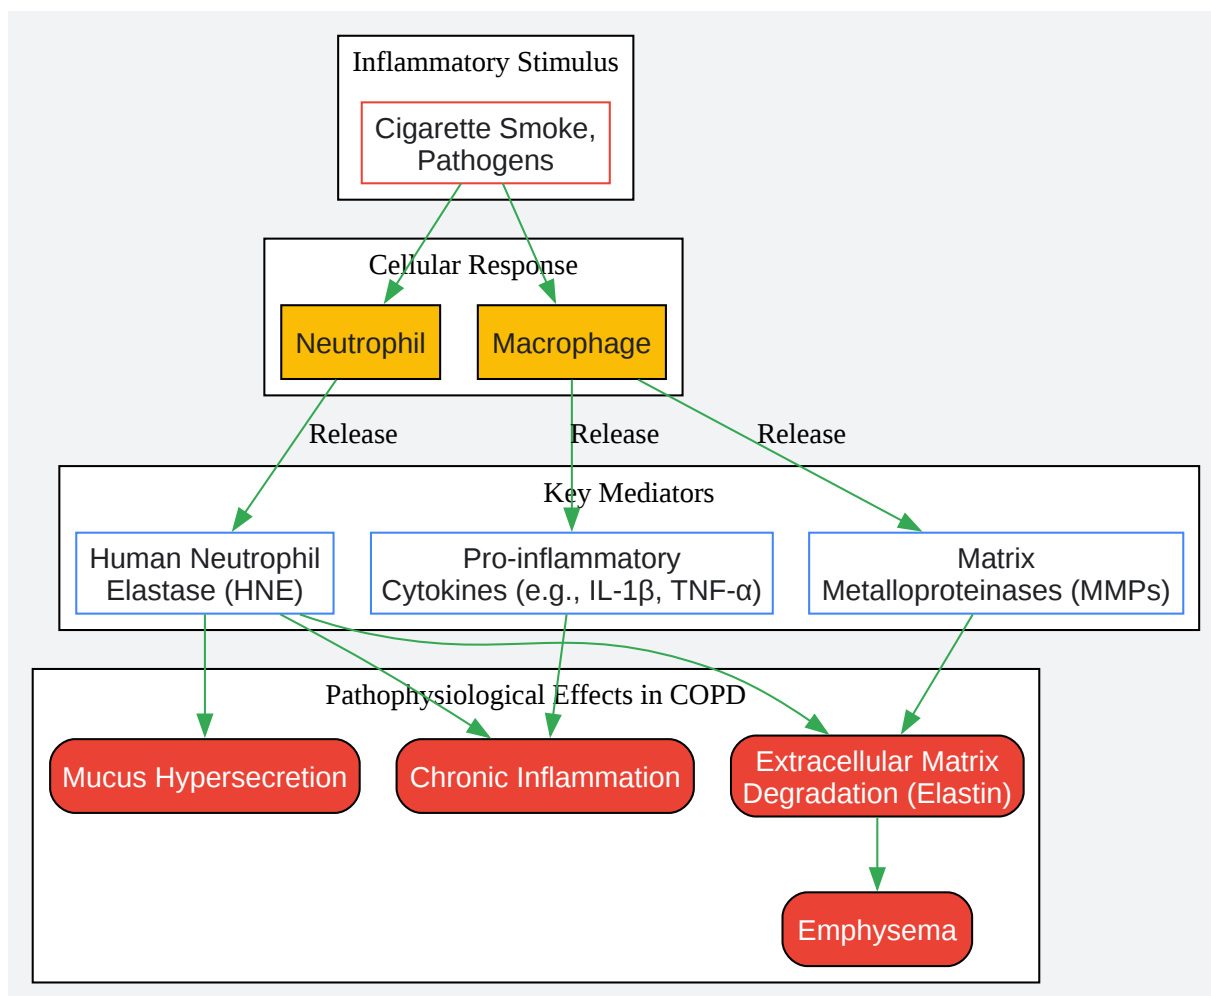 Inflammatory Stimulus
Cigarette Smoke,
Pathogens
Cellular Response
Neutrophil
Macrophage
Release
Release
Release
Key Mediators
Human Neutrophil
Elastase (HNE)
Pro-inflammatory
Cytokines (e.g., IL-1β, TNF-α)
Matrix
Metalloproteinases (MMPs)
Pathophysiological Effects in COPD
Mucus Hypersecretion
Chronic Inflammation
Extracellular Matrix
Degradation (Elastin)
Emphysema